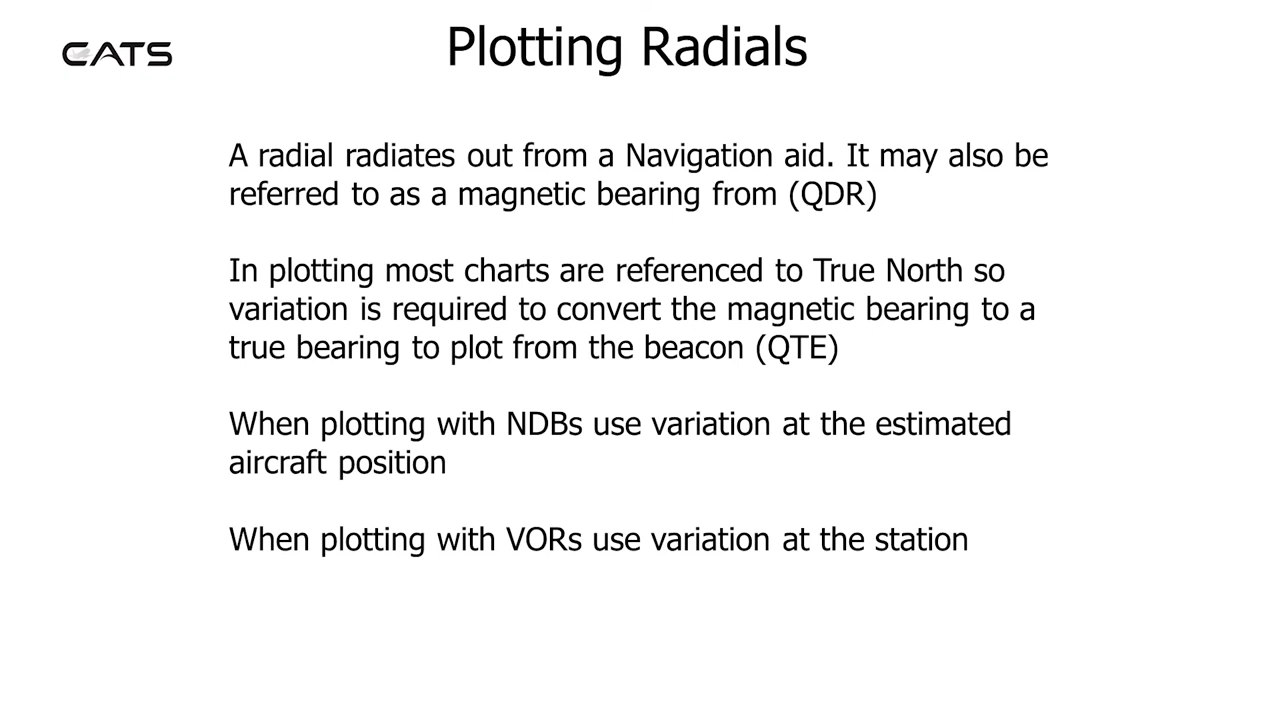 CATS
Plotting Radials
A radial radiates out from a Navigation aid. It may also be
referred to as a magnetic bearing from (QDR)
In plotting most charts are referenced to True North so
variation is required to convert the magnetic bearing to a
true bearing to plot from the beacon (QTE)
When plotting with NDBs use variation at the estimated
aircraft position
When plotting with VORs use variation at the station